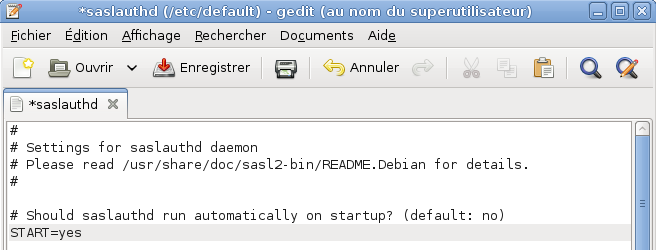 *saslauthd (/etc/default) - gedit (au nom du superutilisateur)
Fichier Édition Affichage Rechercher Documents Aide
Ouvrir Enregistrer Annuler
*saslauthd
#
# Settings for saslauthd daemon
# Please read /usr/share/doc/sasl2-bin/README.Debian for details.
#
# Should saslauthd run automatically on startup? (default: no)
START=yes